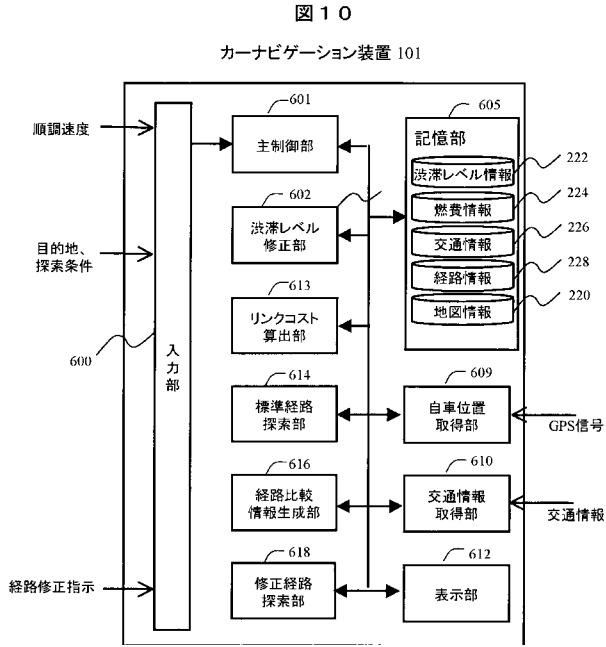 図１０
カーナビゲーション装置 101
順調速度
目的地、
探索条件
600
経路修正指示
入力部
601
主制御部
602
渋滞レベル
修正部
613
リンクコスト
算出部
614
標準経路
探索部
616
経路比較
情報生成部
618
修正経路
探索部
605
記憶部
渋滞レベル情報
222
燃費情報
224
交通情報
226
経路情報
228
地図情報
220
609
自車位置
取得部
GPS信号
610
交通情報
取得部
交通情報
612
表示部